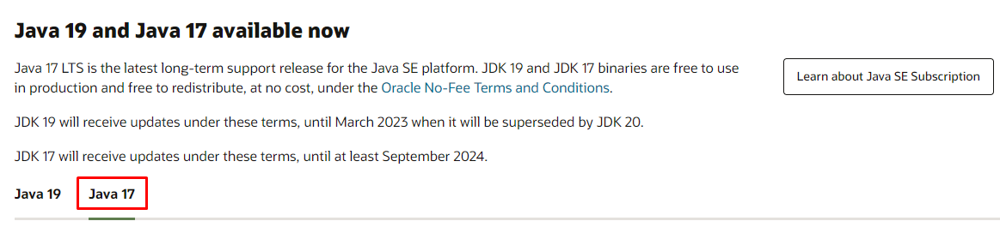 Java 19 and Java 17 available now
Java 17 LTS is the latest long-term support release for the Java SE platform. JDK 19 and JDK 17 binaries are free to use
in production and free to redistribute, at no cost, under the Oracle No-Fee Terms and Conditions.
Learn about Java SE Subscription
JDK 19 will receive updates under these terms, until March 2023 when it will be superseded by JDK 20.
JDK 17 will receive updates under these terms, until at least September 2024.
Java 19 Java 17